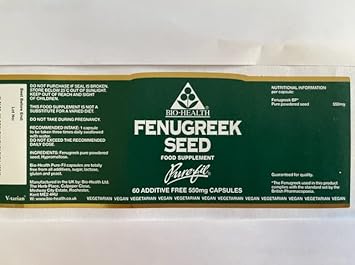 Best Before End:
Lot No:
V-tarian
DO NOT PURCHASE IF SEAL IS BROKEN.
STORE BELOW 25°C OUT OF SUNLIGHT.
KEEP OUT OF REACH AND SIGHT
OF CHILDREN.
THIS FOOD SUPPLEMENT IS NOT A
SUBSTITUTE FOR A VARIED DIET.
DO NOT TAKE DURING PREGNANCY.
RECOMMENDED INTAKE: 1 capsule
to be taken three times daily swallowed
with water.
DO NOT EXCEED THE RECOMMENDED
DAILY DOSE.
INGREDIENTS: Fenugreek pure powdered
seed, Hypromellose.
Bio-Health Pure-Fil capsules are totally
free from all additives, sugar, lactose,
gluten and yeast.
Manufactured in the UK by: Bio-Health Ltd.
The Herb Place, Culpeper Close,
Medway City Estate, Rochester,
Kent ME2 4HU
W: www.bio-health.co.uk
BIO-HEALTH
FENUGREEK
SEED
FOOD SUPPLEMENT
Pure-fil
60 ADDITIVE FREE 550mg CAPSULES
VEGETARIAN VEGAN VEGETARIAN VEGAN VEGETARIAN VEGAN VEGETARIAN VEGAN VEGETARIAN VEGAN VEGETARIAN VEGAN
NUTRITIONAL INFORMATION
per capsule:
Fenugreek BP*
Pure powdered seed 550mg
Guaranteed for quality.
*The Fenugreek used in this product
complies with the standard set by the
British Pharmacopoeia.